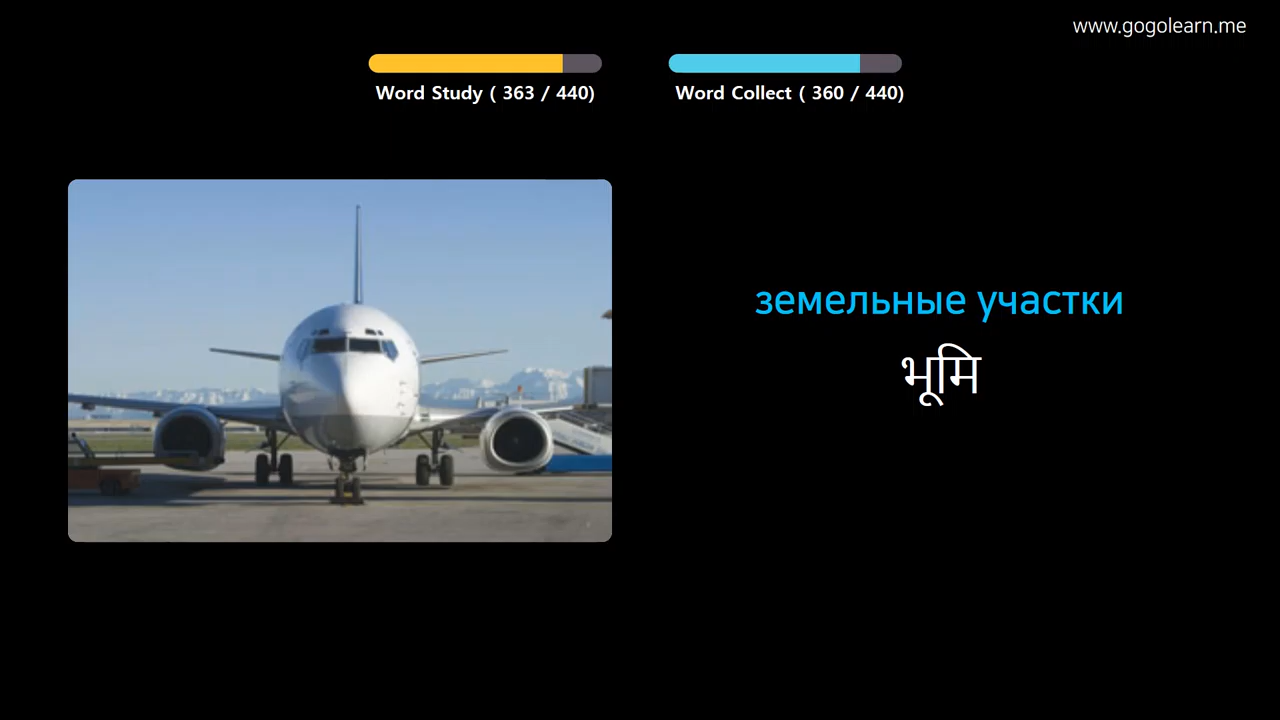 www.gogolearn.me
Word Study ( 363 / 440)
Word Collect ( 360 / 440)
земельные участки
भूमि